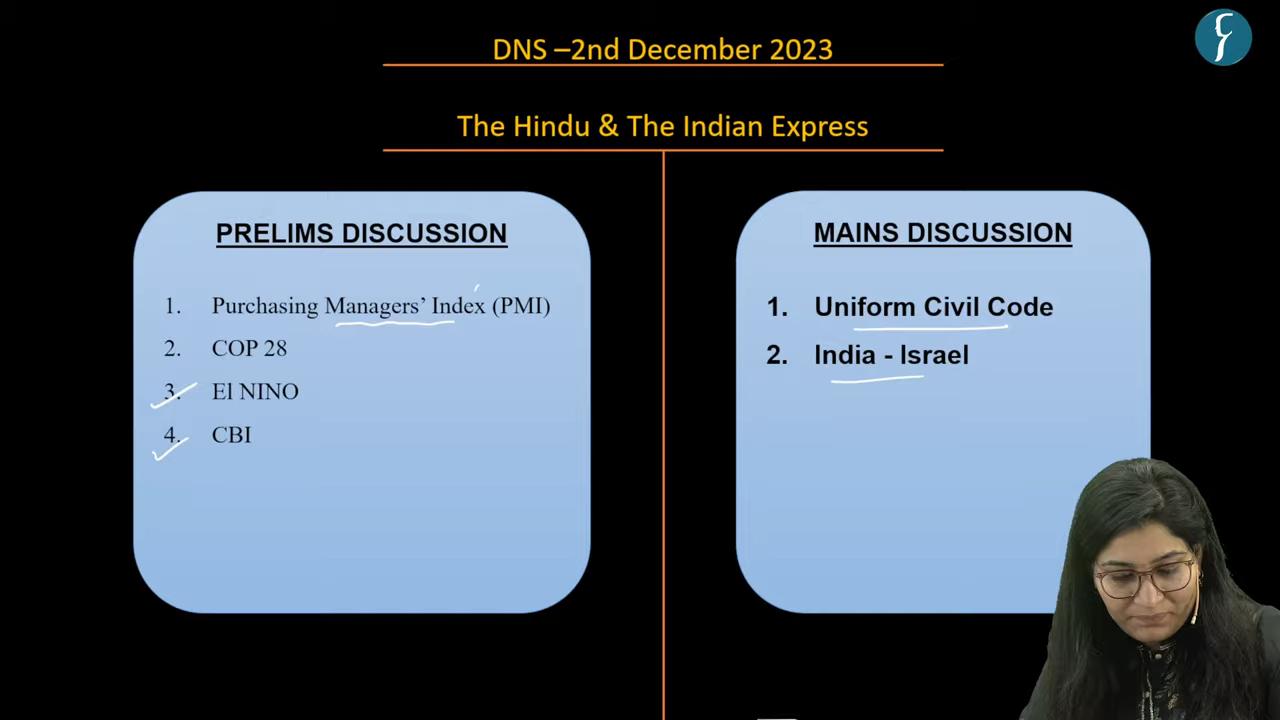 DNS –2nd December 2023
The Hindu & The Indian Express
PRELIMS DISCUSSION
1. Purchasing Managers’ Index (PMI)
2. COP 28
3. El NINO
4. CBI
MAINS DISCUSSION
1. Uniform Civil Code
2. India - Israel